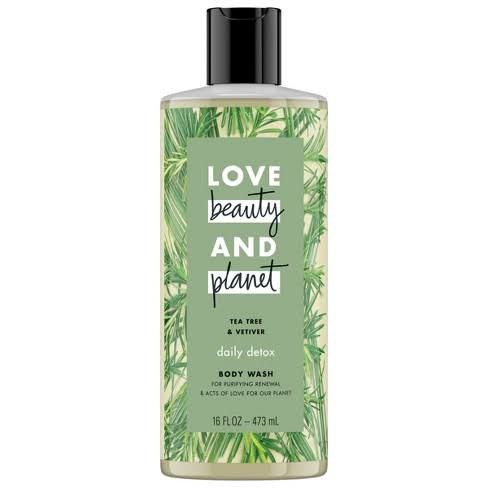 LOVE
beauty
AND
planet
TEA TREE
& VETIVER
daily detox
BODY WASH
FOR PURIFYING RENEWAL
& ACTS OF LOVE FOR OUR PLANET
16 FL OZ – 473 mL